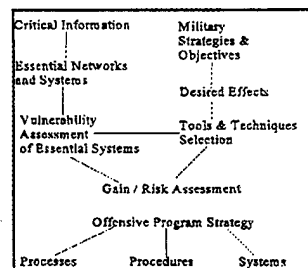 Critical Information
Military
Strategies &
Objectives
Essential Networks
and Systems
Desired Effects
Vulnerability
Assessment
of Essential Systems
Tools & Techniques
Selection
Gain / Risk Assessment
Offensive Program Strategy
Processes
Procedures
Systems